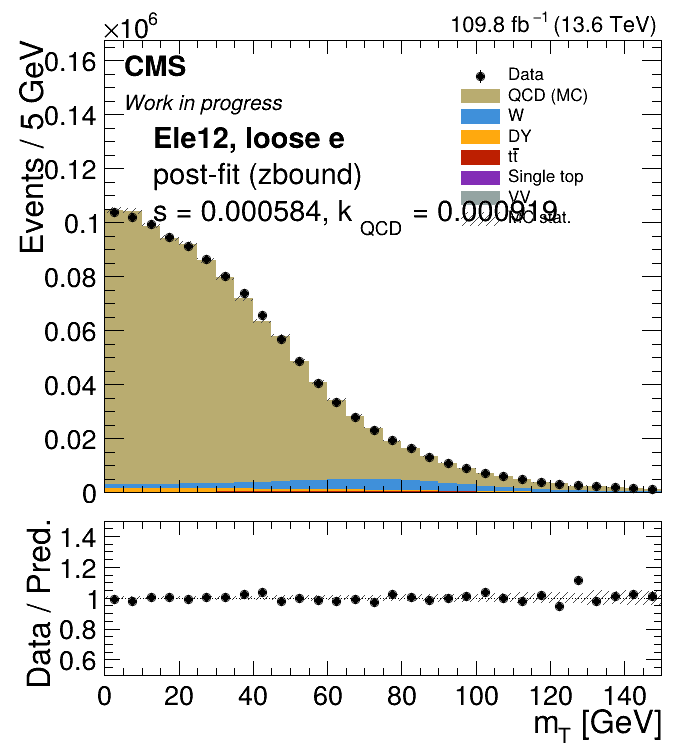 ×10⁶
109.8 fb⁻¹ (13.6 TeV)
Events / 5 GeV
0.16
0.14
0.12
0.1
0.08
0.06
0.04
0.02
0
CMS
Work in progress
Ele12, loose e
post-fit (zbound)
s = 0.000584, k QCD = 0.000919
Data
QCD (MC)
W
DY
tt̄
Single top
VV
MC stat.
Data / Pred.
1.4
1.2
1
0.8
0.6
0 20 40 60 80 100 120 140
m_T [GeV]